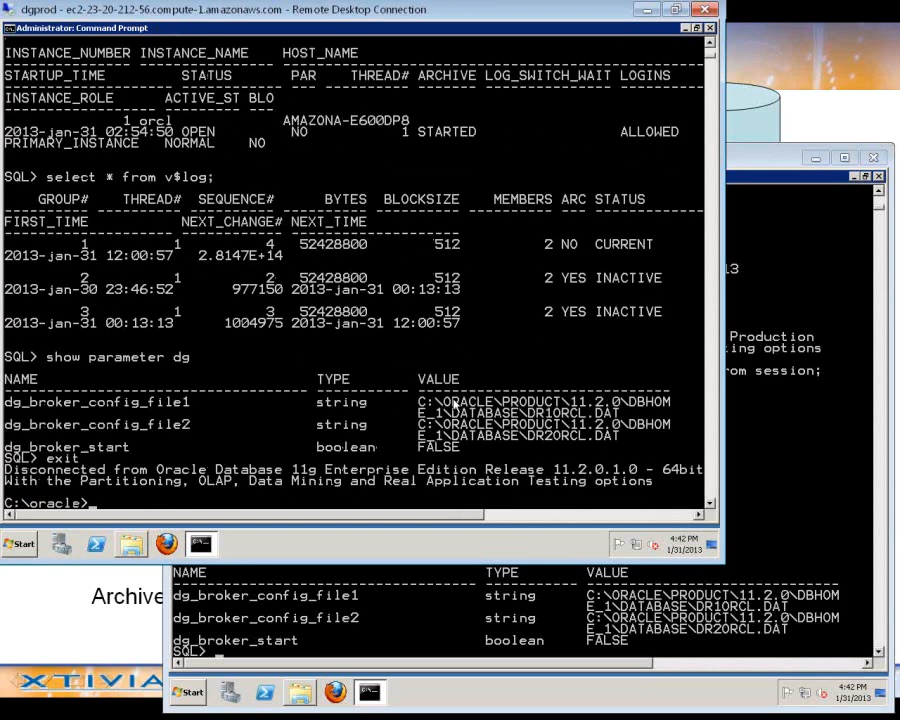 dgprod - ec2-23-20-212-56.compute-1.amazonaws.com - Remote Desktop Connection
Administrator: Command Prompt
INSTANCE_NUMBER INSTANCE_NAME HOST_NAME
STARTUP_TIME STATUS PAR THREAD# ARCHIVE LOG_SWITCH_WAIT LOGINS
INSTANCE_ROLE ACTIVE_ST BLO
1 orcl AMAZONA-E600DP8
2013-jan-31 02:54:50 OPEN NO 1 STARTED ALLOWED
PRIMARY_INSTANCE NORMAL NO
SQL> select * from v$log;
GROUP# THREAD# SEQUENCE# BYTES BLOCKSIZE MEMBERS ARC STATUS
FIRST_TIME NEXT_CHANGE# NEXT_TIME
1 1 4 52428800 512 2 NO CURRENT
2013-jan-31 12:00:57 2.8147E+14
2 1 2 52428800 512 2 YES INACTIVE
2013-jan-30 23:46:52 977150 2013-jan-31 00:13:13
3 1 3 52428800 512 2 YES INACTIVE
2013-jan-31 00:13:13 1004975 2013-jan-31 12:00:57
SQL> show parameter dg
NAME TYPE VALUE
dg_broker_config_file1 string C:\ORACLE\PRODUCT\11.2.0\DBHOM
E_1\DATABASE\DR1ORCL.DAT
dg_broker_config_file2 string C:\ORACLE\PRODUCT\11.2.0\DBHOM
E_1\DATABASE\DR2ORCL.DAT
dg_broker_start boolean FALSE
SQL> exit
Disconnected from Oracle Database 11g Enterprise Edition Release 11.2.0.1.0 - 64bit
With the Partitioning, OLAP, Data Mining and Real Application Testing options
C:\oracle>_
Start
4:42 PM
1/31/2013
13
Production
ing options
om session;
Archive
NAME TYPE VALUE
dg_broker_config_file1 string C:\ORACLE\PRODUCT\11.2.0\DBHOM
E_1\DATABASE\DR1ORCL.DAT
dg_broker_config_file2 string C:\ORACLE\PRODUCT\11.2.0\DBHOM
E_1\DATABASE\DR2ORCL.DAT
dg_broker_start boolean FALSE
SQL> _
XTIVIA
Start
4:42 PM
1/31/2013